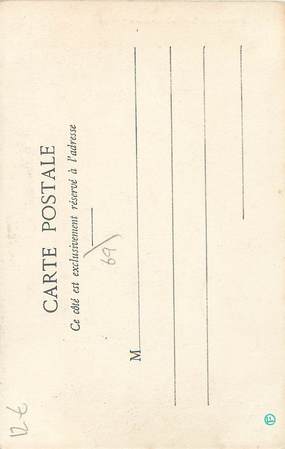 CARTE POSTALE
Ce côté est exclusivement réservé à l'adresse
69
M
12 €
F